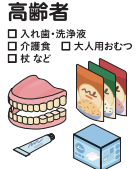 高齢者
□ 入れ歯・洗浄液
□ 介護食 □ 大人用おむつ
□ 杖 など